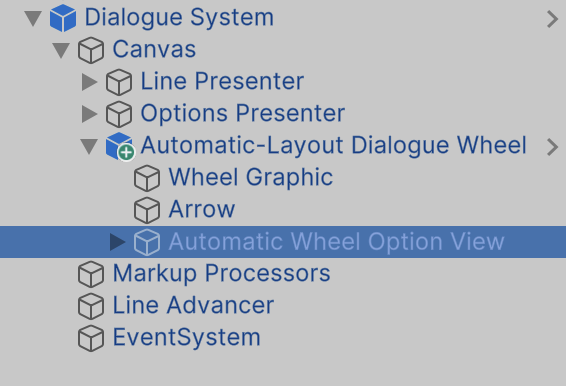 Dialogue System
Canvas
Line Presenter
Options Presenter
Automatic-Layout Dialogue Wheel
Wheel Graphic
Arrow
Automatic Wheel Option View
Markup Processors
Line Advancer
EventSystem